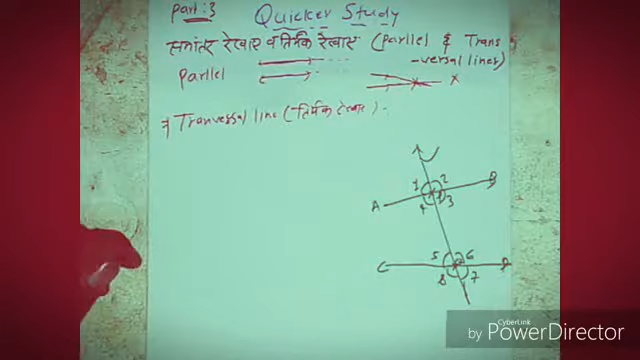 Part:3
Quicker Study
समांतर रेखाए व तिर्यक रेखाए (Parllel & Trans
-versal lines)
Parllel
Tranversal line (तिर्यक रेखाए)
1 2
A B
4 3
5 6
C D
8 7
CyberLink
by PowerDirector